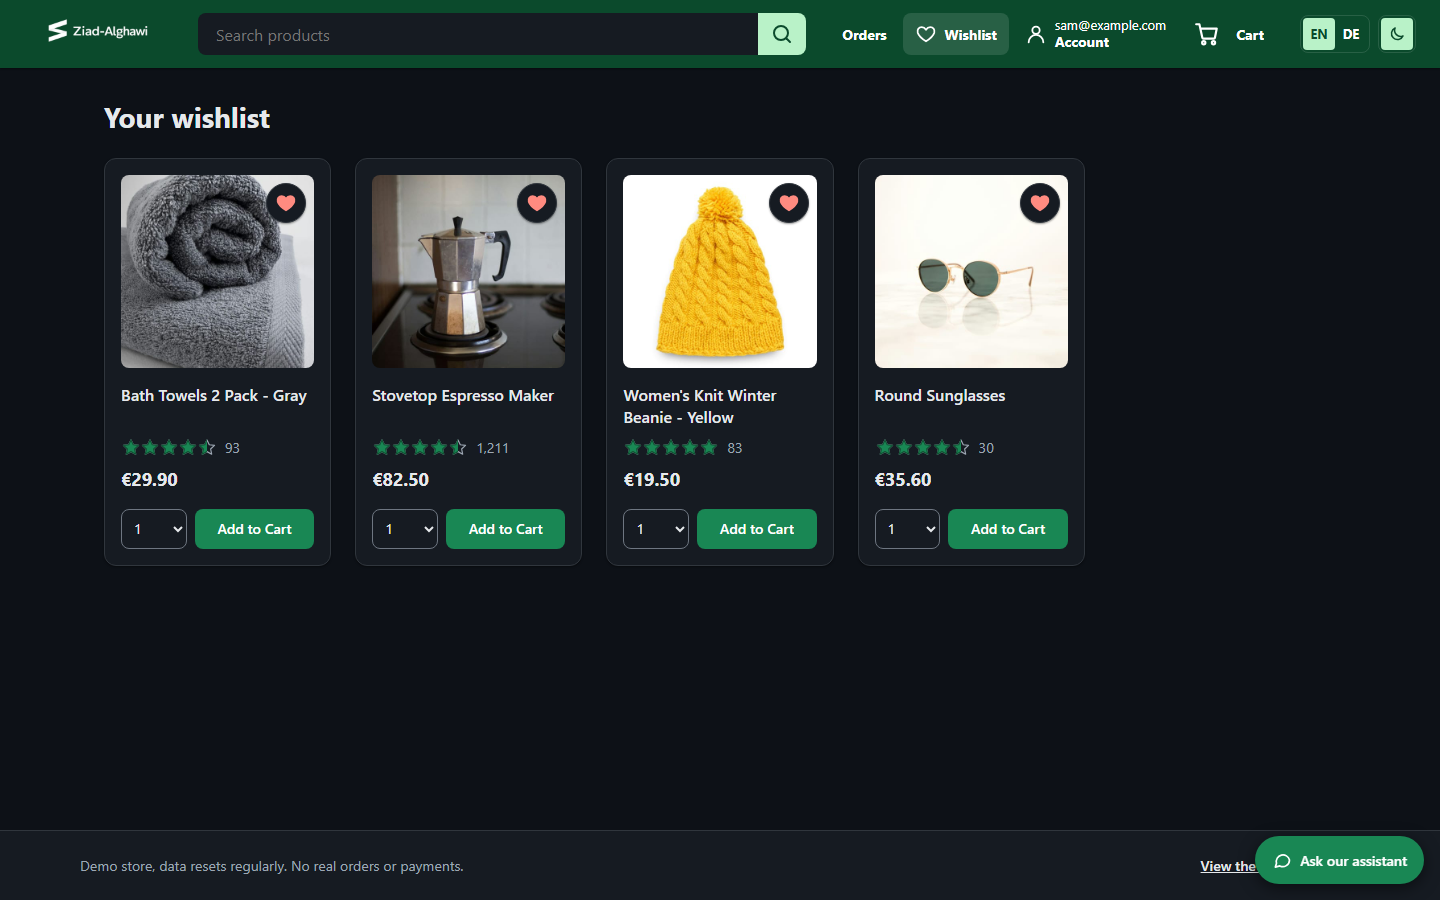 Ziad-Alghawi
Search products
Orders
Wishlist
sam@example.com
Account
Cart
EN DE
Your wishlist
Bath Towels 2 Pack - Gray
93
€29.90
1
Add to Cart
Stovetop Espresso Maker
1,211
€82.50
1
Add to Cart
Women's Knit Winter
Beanie - Yellow
83
€19.50
1
Add to Cart
Round Sunglasses
30
€35.60
1
Add to Cart
Demo store, data resets regularly. No real orders or payments.
View the
Ask our assistant